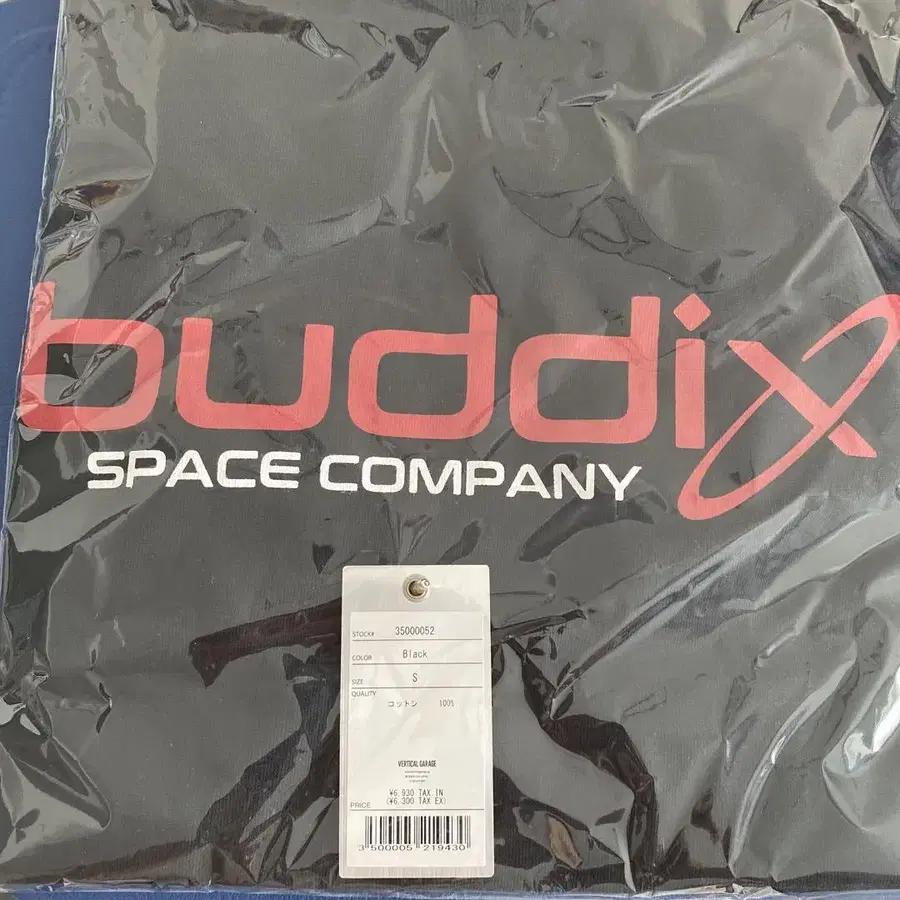 buddix
SPACE COMPANY
STOCK# 35000052
COLOR Black
SIZE S
QUALITY
コットン 100%
VERTICAL GARAGE
¥6,930 TAX IN
PRICE (¥6,300 TAX EX)
3 500005 219430